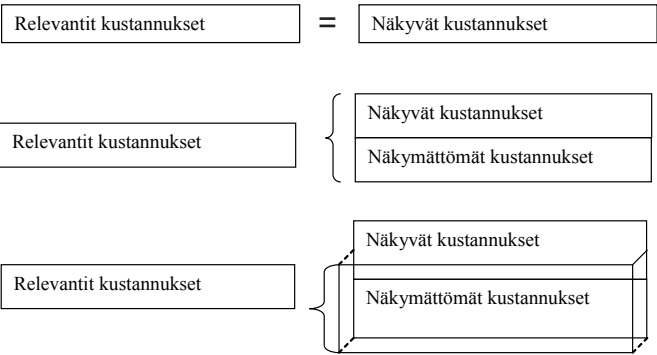 Relevantit kustannukset = Näkyvät kustannukset
Näkyvät kustannukset
Relevantit kustannukset
Näkymättömät kustannukset
Näkyvät kustannukset
Relevantit kustannukset
Näkymättömät kustannukset